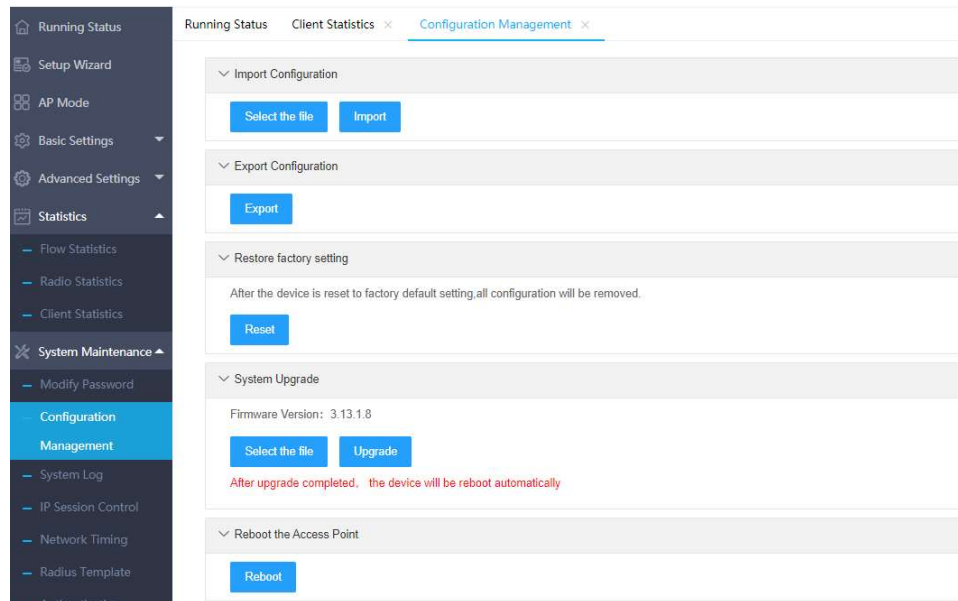 Running Status
Setup Wizard
AP Mode
Basic Settings
Advanced Settings
Statistics
Flow Statistics
Radio Statistics
Client Statistics
System Maintenance
Modify Password
Configuration
Management
System Log
IP Session Control
Network Timing
Radius Template
Running Status Client Statistics × Configuration Management ×
Import Configuration
Select the file Import
Export Configuration
Export
Restore factory setting
After the device is reset to factory default setting,all configuration will be removed.
Reset
System Upgrade
Firmware Version：3.13.1.8
Select the file Upgrade
After upgrade completed， the device will be reboot automatically
Reboot the Access Point
Reboot